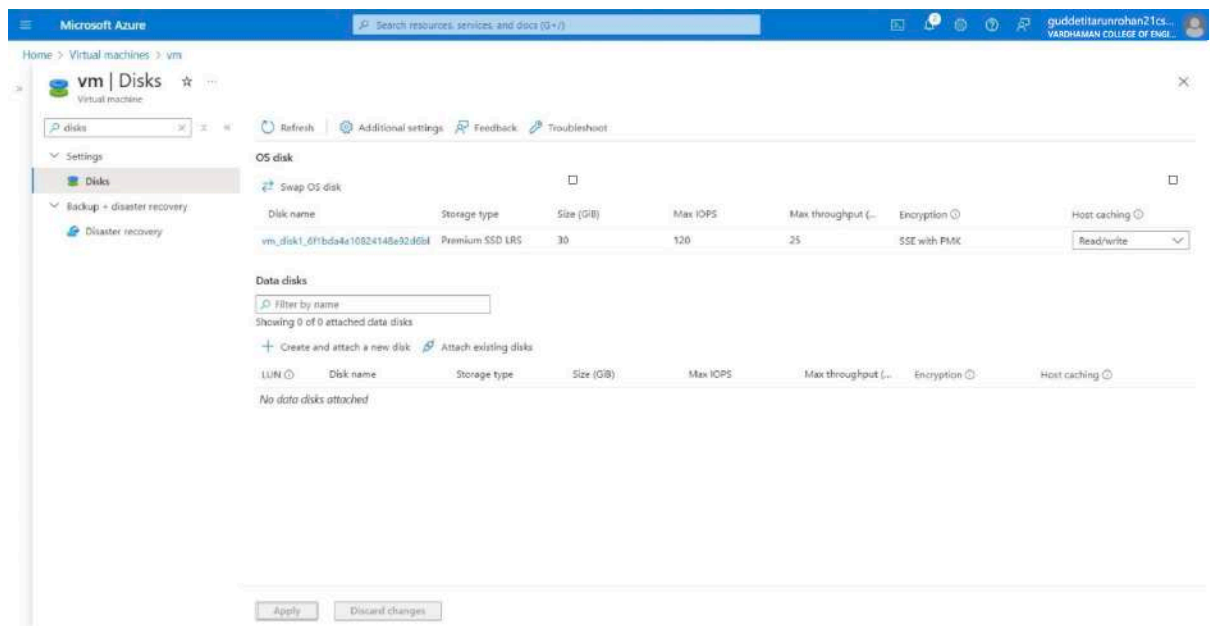 Microsoft Azure
Search resources, services, and docs (G+/)
guddetitarunrohan21cs...
VARDHAMAN COLLEGE OF ENGI...
Home > Virtual machines > vm
vm | Disks
Virtual machine
disks
Refresh Additional settings Feedback Troubleshoot
Settings
Disks
Backup + disaster recovery
Disaster recovery
OS disk
Swap OS disk
Disk name Storage type Size (GiB) Max IOPS Max throughput (... Encryption Host caching
Premium SSD LRS 30 120 25 SSE with PMK Read/write
Data disks
Filter by name
Showing 0 of 0 attached data disks
Create and attach a new disk Attach existing disks
LUN Disk name Storage type Size (GiB) Max IOPS Max throughput (... Encryption Host caching
No data disks attached
Apply Discard changes